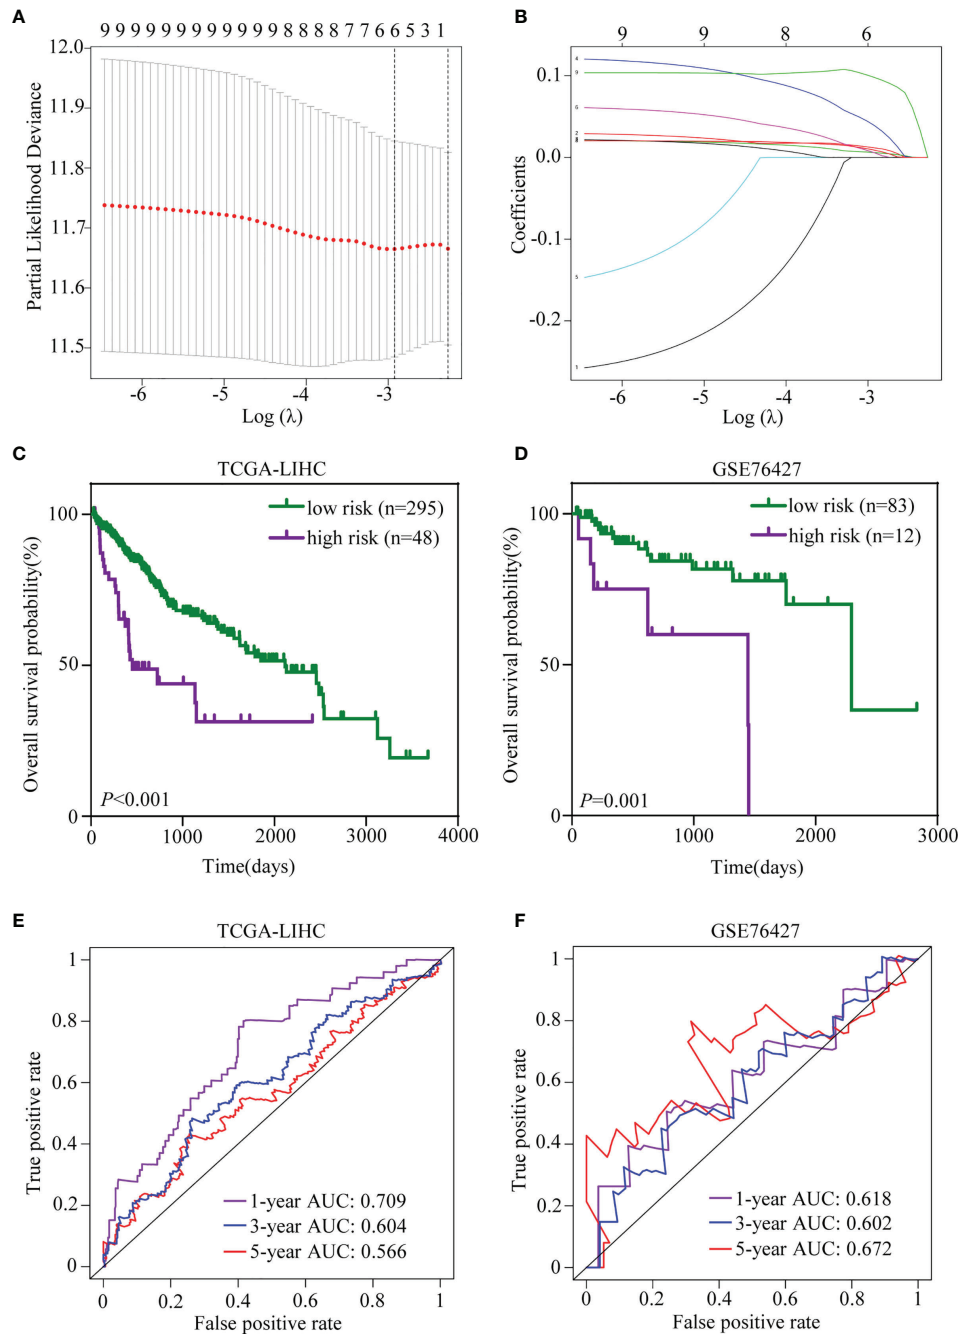 A
9 9 9 9 9 9 9 9 9 9 9 9 8 8 8 8 7 7 6 6 5 3 1
12.0
11.9
11.8
11.7
11.6
11.5
Partial Likelihood Deviance
-6 -5 -4 -3 -2
Log (λ)
B
9 9 8 6
0.1
0.0
-0.1
-0.2
Coefficients
4
9
6
2
5
1
-6 -5 -4 -3
Log (λ)
C
TCGA-LIHC
low risk (n=295)
high risk (n=48)
100
50
0
Overall survival probability(%)
P<0.001
0 1000 2000 3000 4000
Time(days)
D
GSE76427
low risk (n=83)
high risk (n=12)
100
50
0
Overall survival probability(%)
P=0.001
0 1000 2000 3000
Time(days)
E
TCGA-LIHC
1
0.8
0.6
0.4
0.2
0
True positive rate
1-year AUC: 0.709
3-year AUC: 0.604
5-year AUC: 0.566
0 0.2 0.4 0.6 0.8 1
False positive rate
F
GSE76427
1
0.8
0.6
0.4
0.2
0
True positive rate
1-year AUC: 0.618
3-year AUC: 0.602
5-year AUC: 0.672
0 0.2 0.4 0.6 0.8 1
False positive rate